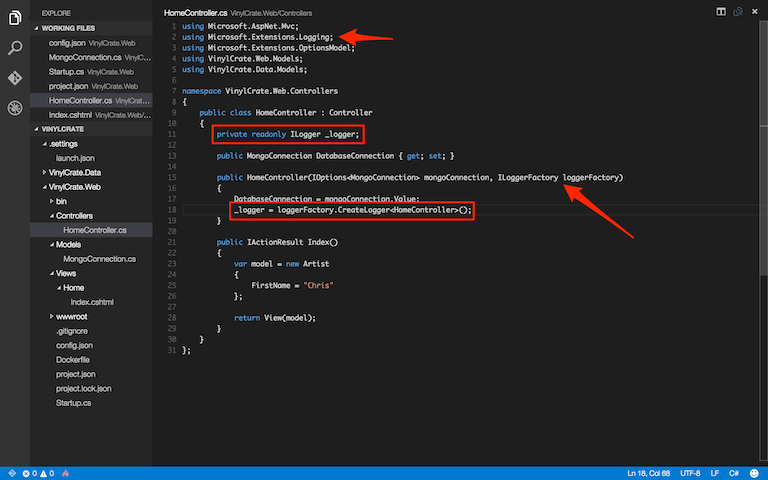 EXPLORE
WORKING FILES
config.json VinylCrate.Web
MongoConnection.cs VinylCrate....
Startup.cs VinylCrate.Web
project.json VinylCrate.Web
HomeController.cs VinylCrat...
Index.cshtml VinylCrate.Web/...
VINYLCRATE
.settings
launch.json
VinylCrate.Data
VinylCrate.Web
bin
Controllers
HomeController.cs
Models
MongoConnection.cs
Views
Home
Index.cshtml
wwwroot
.gitignore
config.json
Dockerfile
project.json
project.lock.json
Startup.cs
HomeController.cs VinylCrate.Web/Controllers
1 using Microsoft.AspNet.Mvc;
2 using Microsoft.Extensions.Logging;
3 using Microsoft.Extensions.OptionsModel;
4 using VinylCrate.Web.Models;
5 using VinylCrate.Data.Models;
6
7 namespace VinylCrate.Web.Controllers
8 {
9 public class HomeController : Controller
10 {
11 private readonly ILogger _logger;
12
13 public MongoConnection DatabaseConnection { get; set; }
14
15 public HomeController(IOptions<MongoConnection> mongoConnection, ILoggerFactory loggerFactory)
16 {
17 DatabaseConnection = mongoConnection.Value;
18 _logger = loggerFactory.CreateLogger<HomeController>();
19 }
20
21 public IActionResult Index()
22 {
23 var model = new Artist
24 {
25 FirstName = "Chris"
26 };
27
28 return View(model);
29 }
30 }
31 };
0 0 Ln 18, Col 68 UTF-8 LF C#